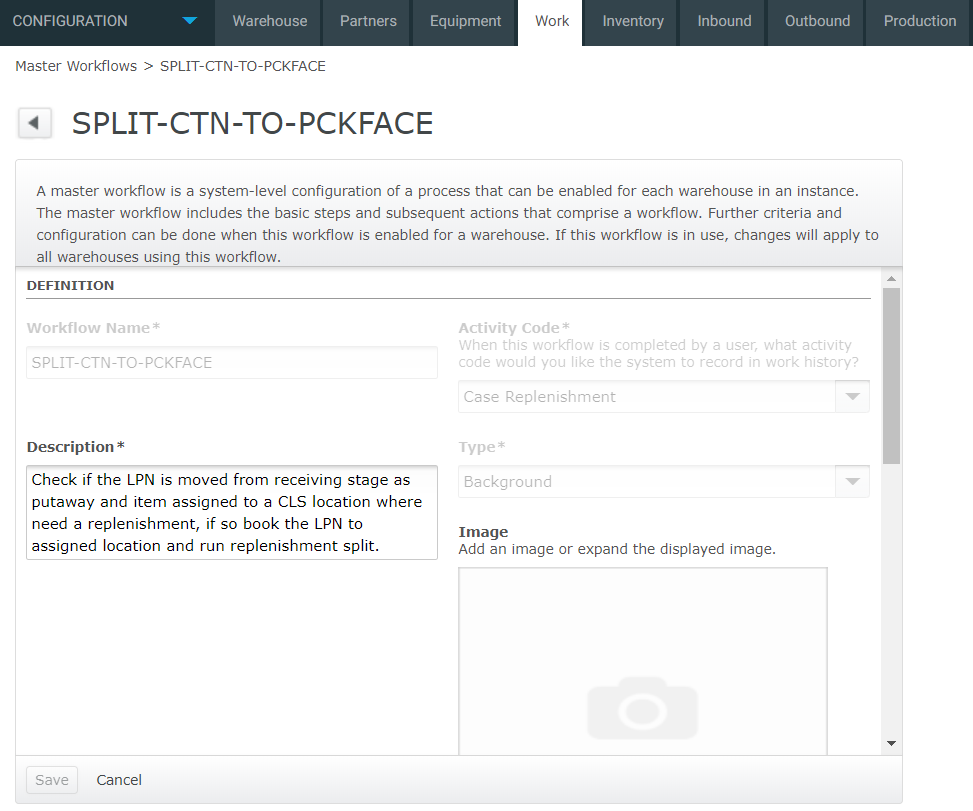 CONFIGURATION Warehouse Partners Equipment Work Inventory Inbound Outbound Production
Master Workflows > SPLIT-CTN-TO-PCKFACE
SPLIT-CTN-TO-PCKFACE
A master workflow is a system-level configuration of a process that can be enabled for each warehouse in an instance.
The master workflow includes the basic steps and subsequent actions that comprise a workflow. Further criteria and
configuration can be done when this workflow is enabled for a warehouse. If this workflow is in use, changes will apply to
all warehouses using this workflow.
DEFINITION
Workflow Name*
SPLIT-CTN-TO-PCKFACE
Activity Code*
When this workflow is completed by a user, what activity
code would you like the system to record in work history?
Case Replenishment
Description*
Check if the LPN is moved from receiving stage as
putaway and item assigned to a CLS location where
need a replenishment, if so book the LPN to
assigned location and run replenishment split.
Type*
Background
Image
Add an image or expand the displayed image.
Save Cancel